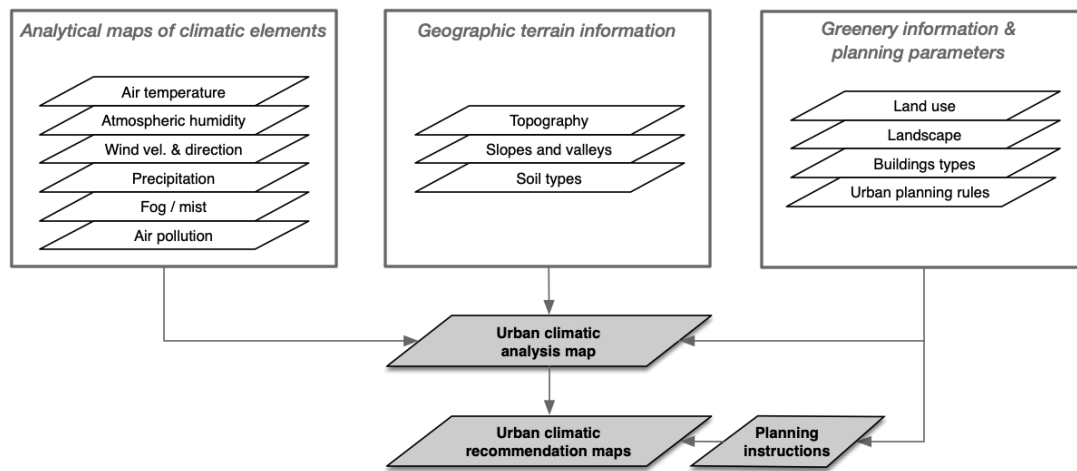 Analytical maps of climatic elements
Air temperature
Atmospheric humidity
Wind vel. & direction
Precipitation
Fog / mist
Air pollution
Geographic terrain information
Topography
Slopes and valleys
Soil types
Greenery information &
planning parameters
Land use
Landscape
Buildings types
Urban planning rules
Urban climatic
analysis map
Urban climatic
recommendation maps
Planning
instructions